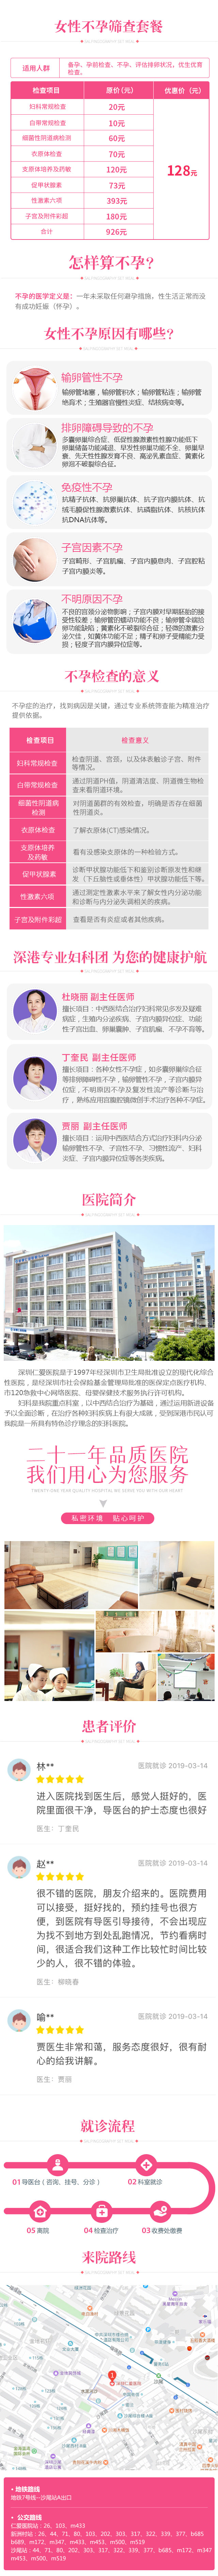 女性不孕筛查套餐
适用人群
备孕、孕前检查、不孕、评估排卵状况，优生优育
检查。
检查项目 原价（元） 优惠价（元）
妇科常规检查 20元
白带常规检查 10元
细菌性阴道病检测 60元
衣原体检查 70元
支原体培养及药敏 120元
促甲状腺素 73元
性激素六项 393元
子宫及附件彩超 180元
合计 926元
128元
怎样算不孕?
不孕的医学定义是：一年未采取任何避孕措施，性生活正常而没
有成功妊娠（怀孕）。
女性不孕原因有哪些?
输卵管性不孕
输卵管堵塞，输卵管积水；输卵管粘连；输卵管
地周术；生殖器官慢性炎症、结核病炎等。
排卵障碍导致的不孕
多囊卵巢综合症、低促性腺激素性性腺功能低下
、卵巢储备功能减退、早发性卵巢功能不全、卵巢早
衰、先天性性腺发育不良、高泌乳素血症、黄素化
卵泡不破裂综合征。
免疫性不孕
抗精子抗体、抗卵巢抗体、抗子宫内膜抗体、抗
绒毛膜促性腺激素抗体、抗磷脂抗体、抗核抗体
抗DNA抗体等。
子宫因素不孕
子宫畸形、子宫肌瘤、子宫内膜息肉、子宫腔粘
子宫内膜炎等。
不明原因不孕
不良的宫颈分泌物影响；子宫内膜对早期胚胎的接
受性较差；输卵管的蠕动功能不良；输卵管伞端拾
卵功能缺陷；黄素化不破裂综合征；轻微的激素分
泌欠佳，如黄体功能不足；精子和卵子受精能力受
损；轻度子宫内膜异位症等。
不孕检查的意义
不孕症的治疗，找到病因是关键，通过专业系统筛查能为精准治疗
提供依据。
检查项目 检查意义
妇科常规检查 检查阴道、宫颈。以及体表触诊子宫、附件
等情况。
白带常规检查 通过阴道PH值，阴道清洁度、阴道微生物检
查来看阴道环境。
细菌性阴道病
检测
对阴道菌群的有效检查，明确是否存在细菌
性阴道炎。
衣原体检查 了解衣原体(CT)感染情况。
支原体培养
及药敏
看有没感染支原体的一种检验方式。
促甲状腺素 诊断甲状腺功能低下和鉴别诊断原发性和继
发（下丘脑性或垂体性）甲状腺功能低下等。
性激素六项 通过测定性激素水平来了解女性内分泌功能
和诊断与内分泌失调相关的疾病。
子宫及附件彩超 查看是否有炎症或者其他疾病。
深港专业妇科团 为您的健康护航
杜晓丽 副主任医师
擅长项目：中西医结合治疗妇科常见多发及疑难
病症，生殖内分泌疾病、子宫内膜异位症、功能
性子宫出血、卵巢囊肿、子宫肌瘤、不孕不育等。
丁奎民 副主任医师
擅长项目：各种女性不孕症，如多囊卵巢综合征
等排卵障碍性不孕，输卵管性不孕，子宫内膜异
位症，不明原因不孕及复发性流产等诊断与治
疗，熟练应用宫腹腔镜微创手术治疗各种不孕症。
贾丽 副主任医师
擅长项目：运用中西医结合方式治疗妇科内分泌
输卵管性不孕、子宫性不孕、习惯性流产、妇科
炎症、子宫内膜异位症等各类疾病。
医院简介
深圳仁爱医院是于1997年经深圳市卫生局批准设立的现代化综合
性医院，是经深圳市社会保险基金管理局批准的医保定点医疗机构、
市120急救中心网络医院、母婴保健技术服务执行许可机构。
妇科是我院重点科室，以中西结合诊疗为基础，通过运用新进设备
予以全面诊断，在治疗各种妇科疾病上有很大成就，受到深港市民认可
我院是一所具有特色诊疗理念的妇科医院。
二十一年品质医院
我们用心为您服务
TWENTY-ONE YEAR QUALITY HOSPITAL WE SERVE YOU WITH OUR HEART
私密环境 贴心呵护
患者评价
林** 医院就诊 2019-03-14
进入医院找到医生后，感觉人挺好的，医
院里面很干净，导医台的护士态度也很好
医生：丁奎民
赵** 医院就诊 2019-03-14
很不错的医院，朋友介绍来的。医院费用
可以接受，挺好找的，预约挂号也很方
便，到医院有导医引导接待，不会出现应
为找不到地方到处乱跑情况，节约看病时
间，很适合我们这种工作比较忙时间比较
少的人，很不错的体验。
医生：柳晓春
喻** 医院就诊 2019-03-14
贾医生非常和蔼，服务态度很好，很有耐
心的给我讲解。
医生：贾丽
就诊流程
01导医台（咨询、挂号、分诊） 02科室就诊
05离院 04检查治疗 03收费处缴费
来院路线
深圳仁爱医院
• 地铁路线
地铁7号线－沙尾站A出口
• 公交路线
仁爱医院站：26、103、m433
新洲村站：26、44、71、80、103、202、303、317、322、339、377、b685
b689、m172、m347、m433、m453、m500、m519
沙尾站：44、71、80、202、303、317、322、339、377、b685、m172、m347
m453、m500、m519